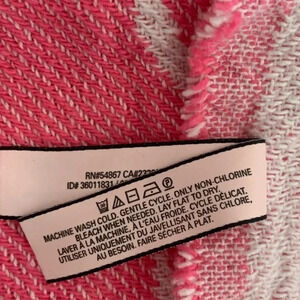 RN#54867 CA#
ID# 36011831
MACHINE WASH COLD, GENTLE CYCLE. ONLY NON-CHLORINE
BLEACH WHEN NEEDED. LAY FLAT TO DRY.
LAVER À LA MACHINE, À L'EAU FROIDE, CYCLE DÉLICAT.
UTILISER UNIQUEMENT DU JAVELLISANT SANS CHLORE,
AU BESOIN. FAIRE SÉCHER À PLAT.